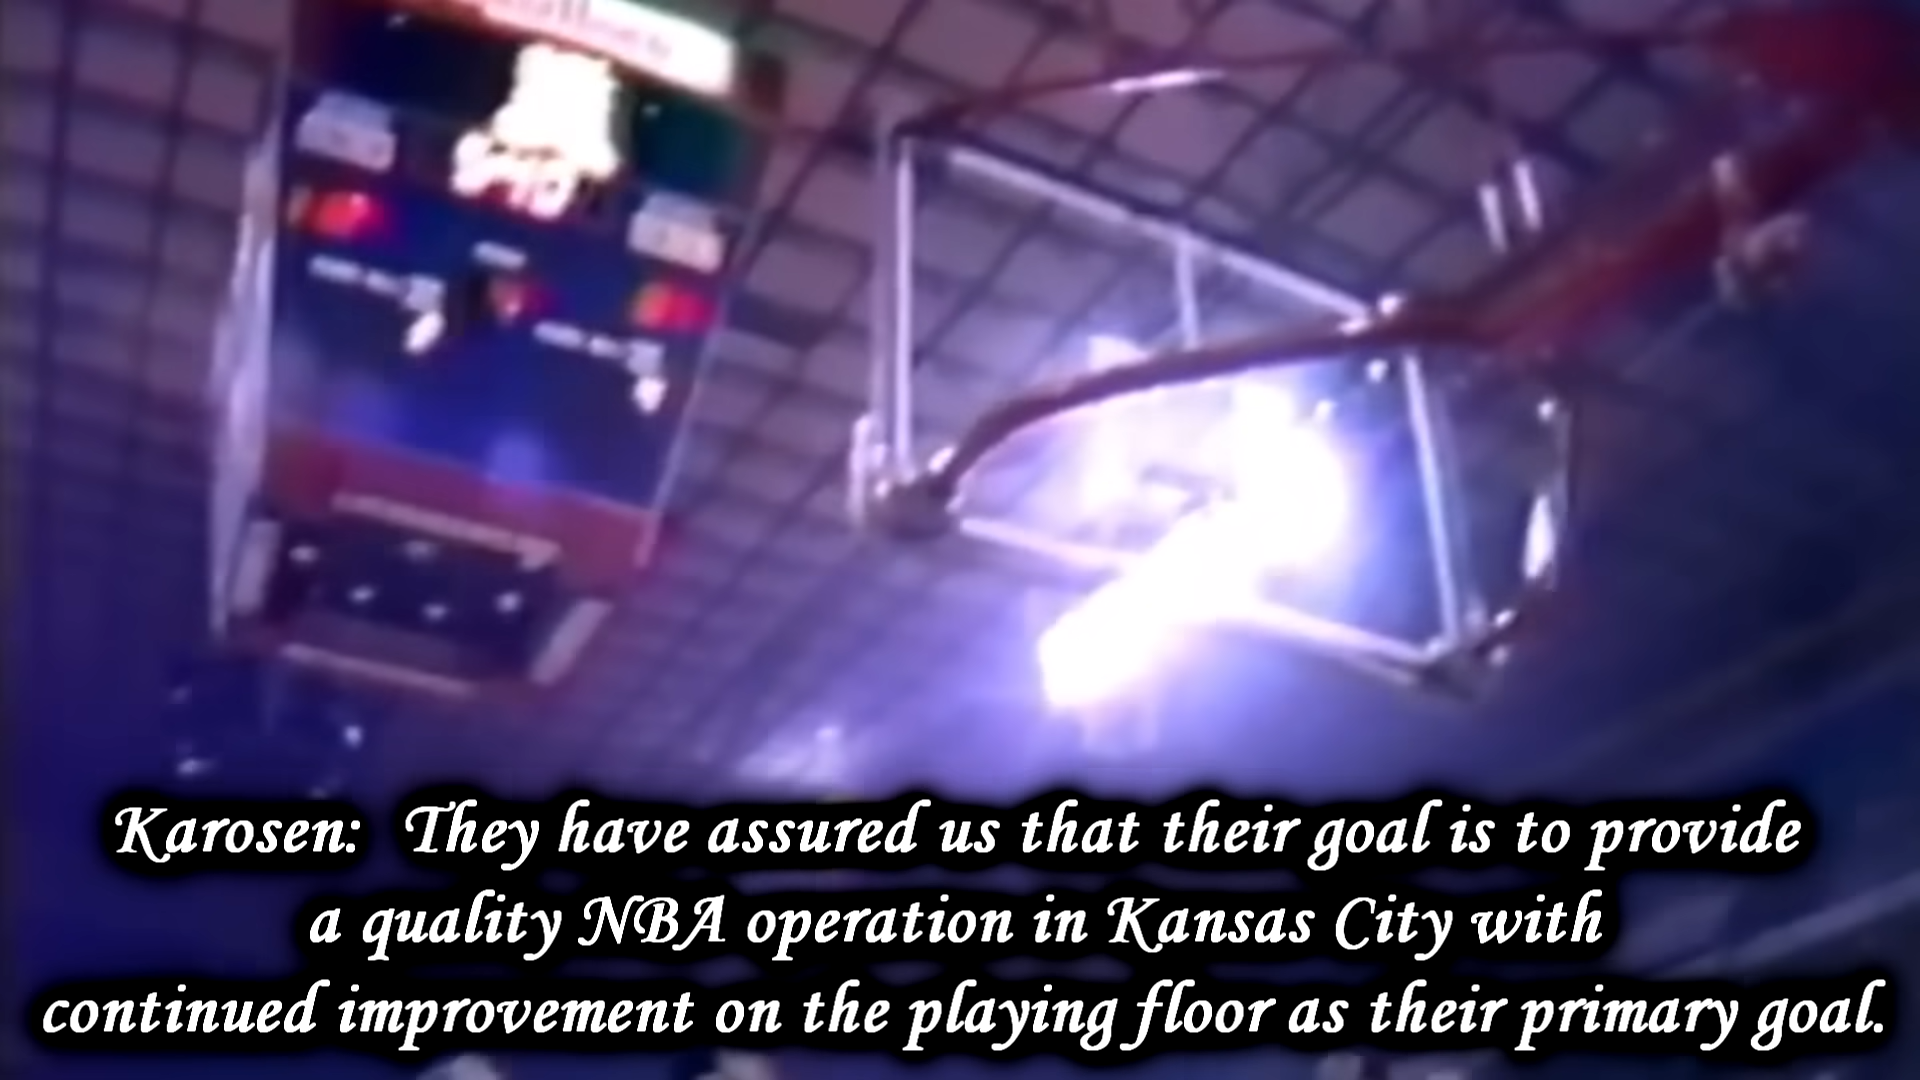 Karosen: They have assured us that their goal is to provide
a quality NBA operation in Kansas City with
continued improvement on the playing floor as their primary goal.